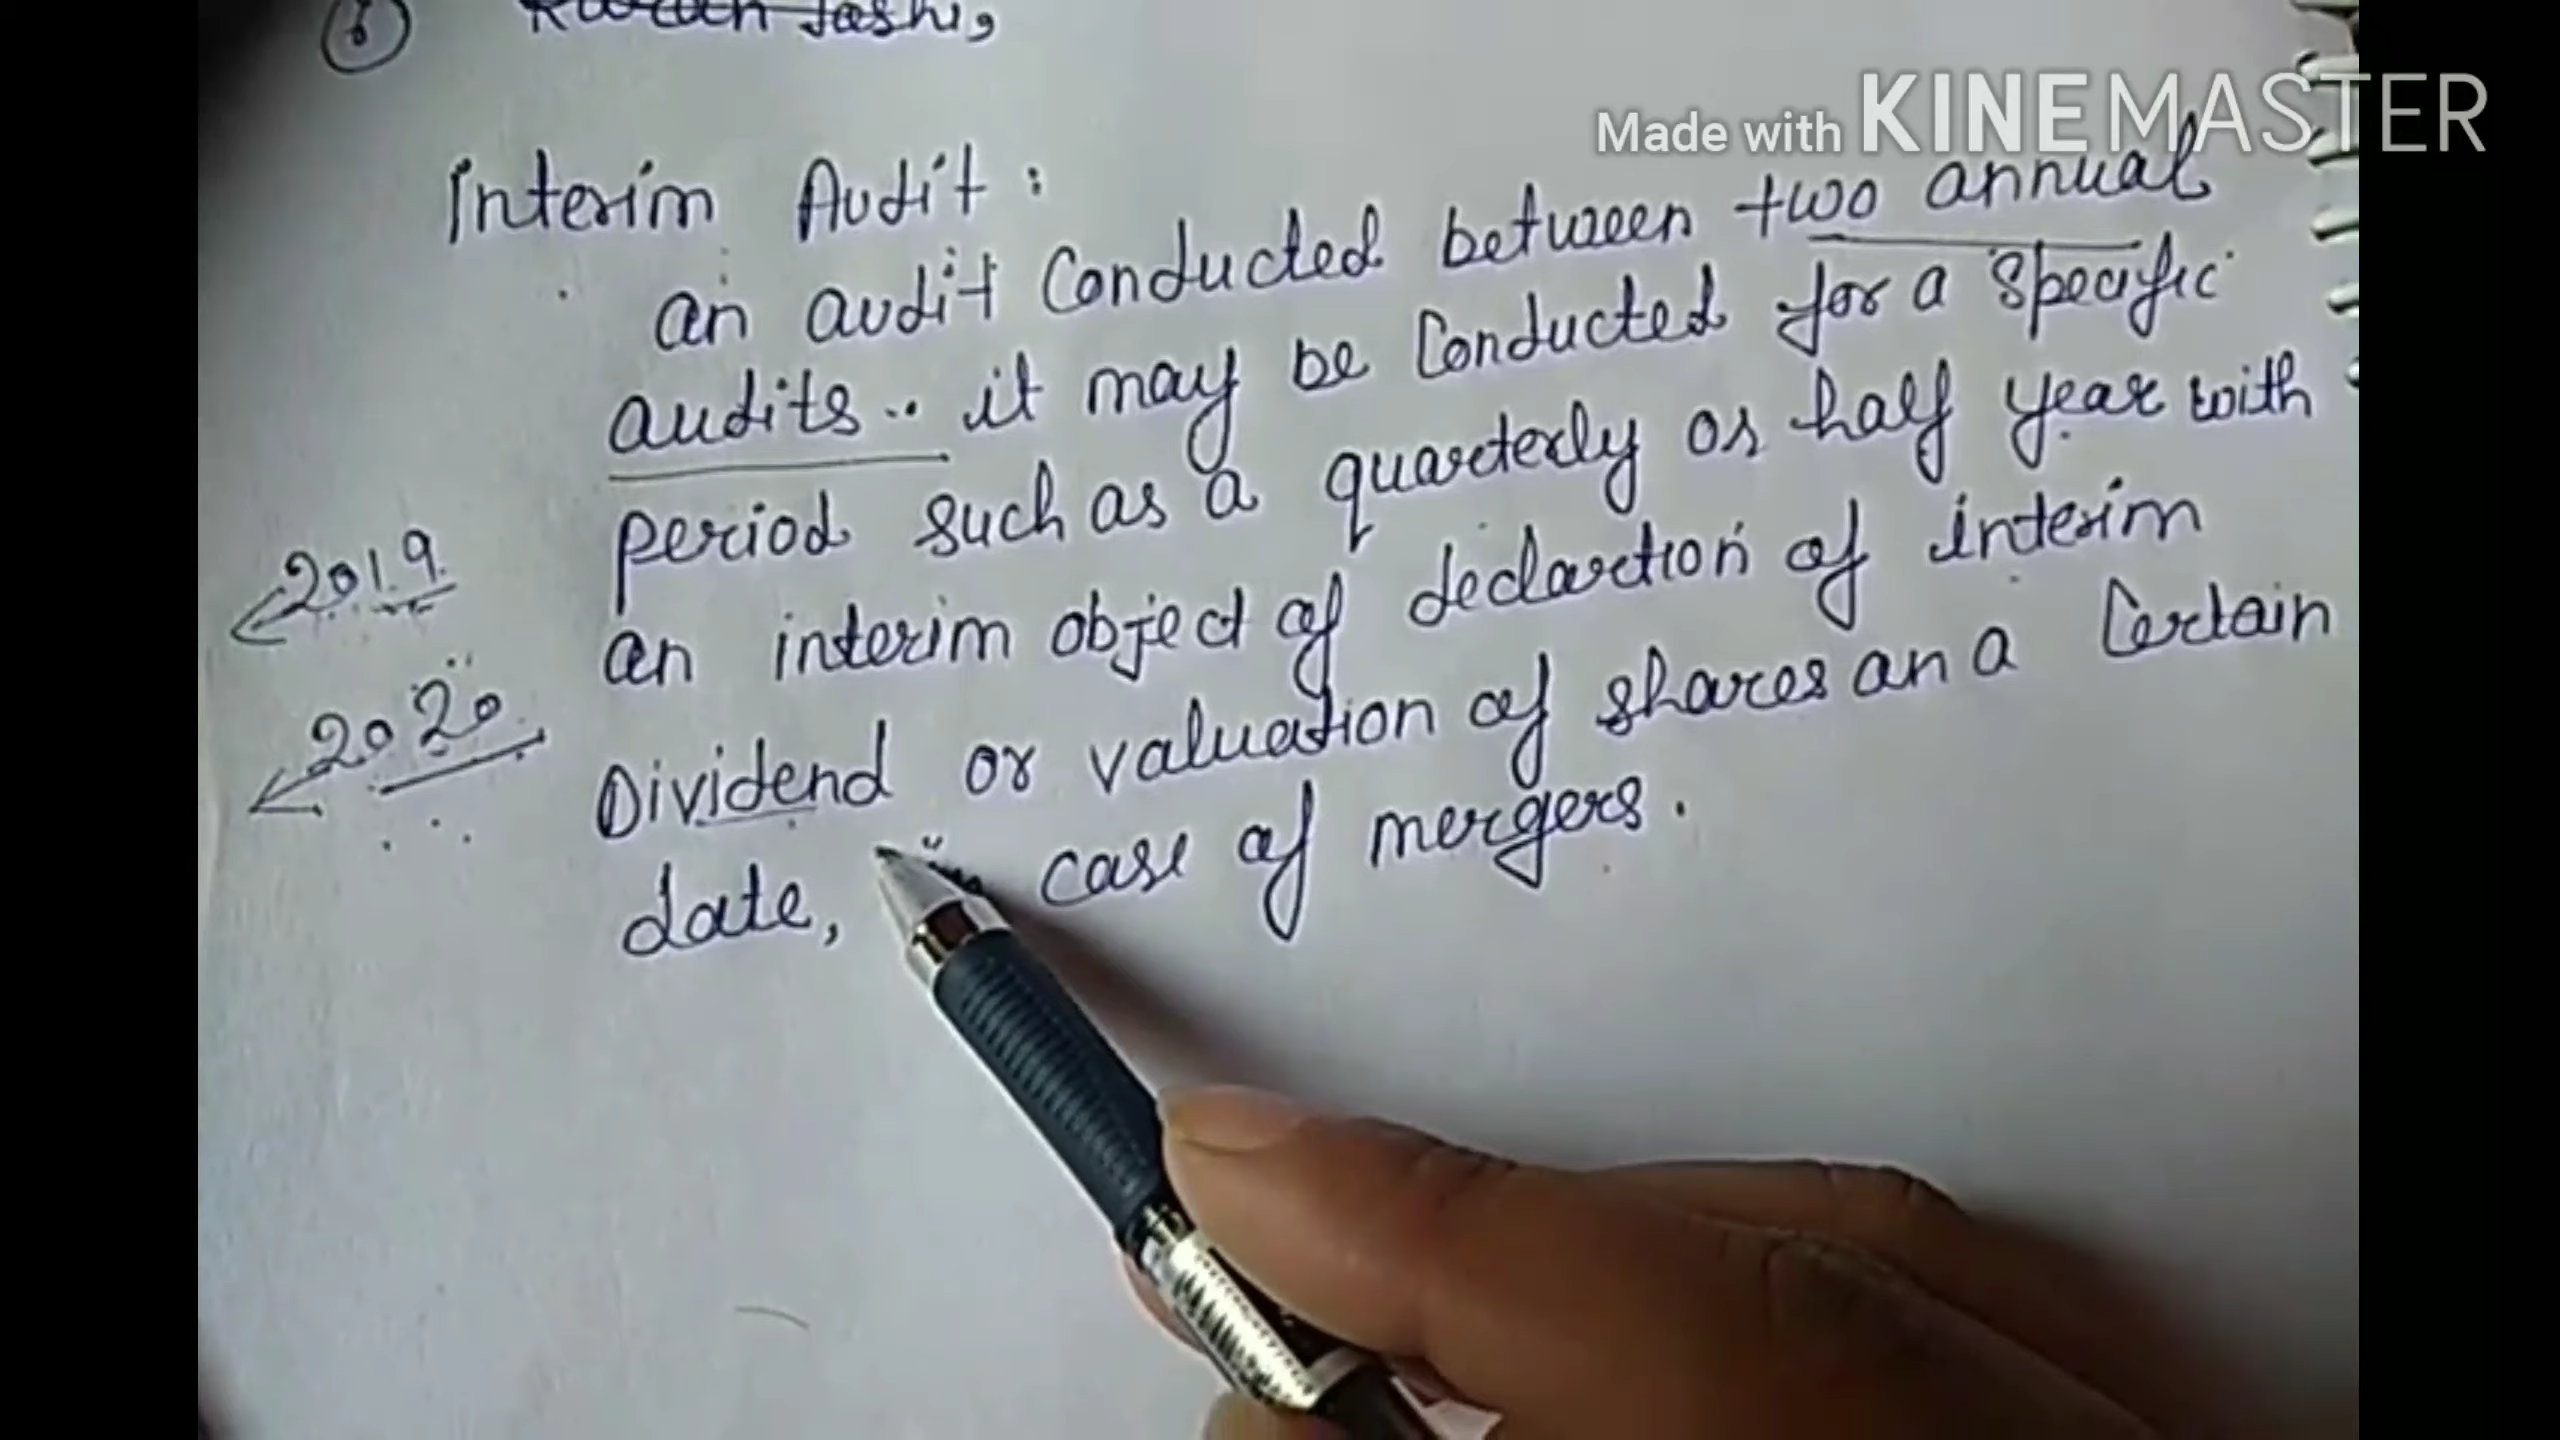 Made with KINEMASTER
Interim Audit :
an audit Conducted between two annual
audits.. it may be Conducted for a specific
period such as a quarterly or half year with
an interim object of declartion of interim
Dividend or valuation of shares an a Certain
date, case of mergers.
2019
2020